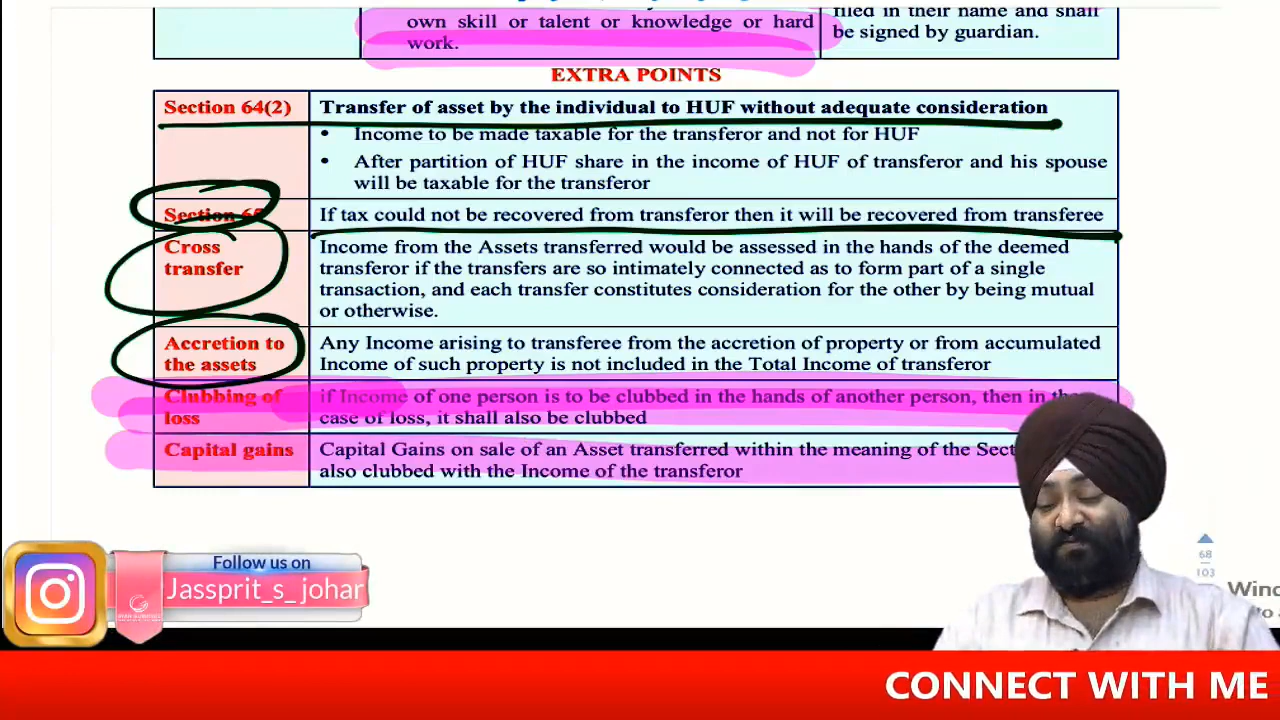 own skill or talent or knowledge or hard
work.
filed in their name and shall
be signed by guardian.
EXTRA POINTS
Section 64(2)
Transfer of asset by the individual to HUF without adequate consideration
• Income to be made taxable for the transferor and not for HUF
• After partition of HUF share in the income of HUF of transferor and his spouse
will be taxable for the transferor
Section 65
If tax could not be recovered from transferor then it will be recovered from transferee
Cross
transfer
Income from the Assets transferred would be assessed in the hands of the deemed
transferor if the transfers are so intimately connected as to form part of a single
transaction, and each transfer constitutes consideration for the other by being mutual
or otherwise.
Accretion to
the assets
Any Income arising to transferee from the accretion of property or from accumulated
Income of such property is not included in the Total Income of transferor
Clubbing of
loss
if Income of one person is to be clubbed in the hands of another person, then in the
case of loss, it shall also be clubbed
Capital gains
Capital Gains on sale of an Asset transferred within the meaning of the
also clubbed with the Income of the transferor
Follow us on
Jassprit_s_johar
68
103
CONNECT WITH ME